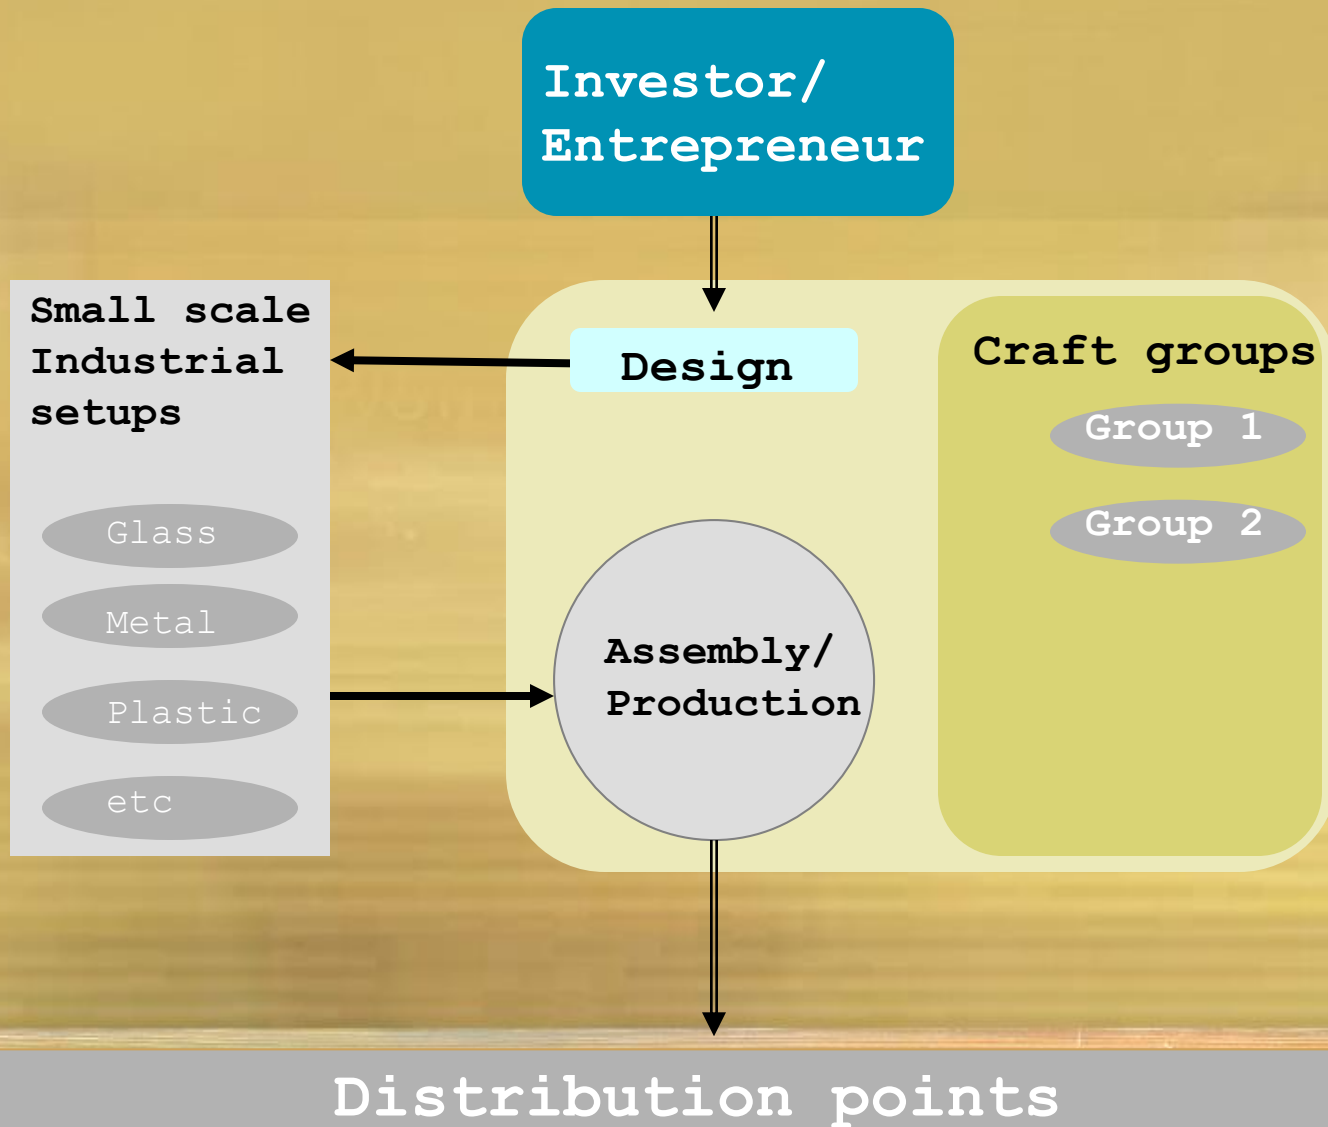 Investor/
Entrepreneur
Small scale
Industrial
setups
Glass
Metal
Plastic
etc
Design
Assembly/
Production
Craft groups
Group 1
Group 2
Distribution points